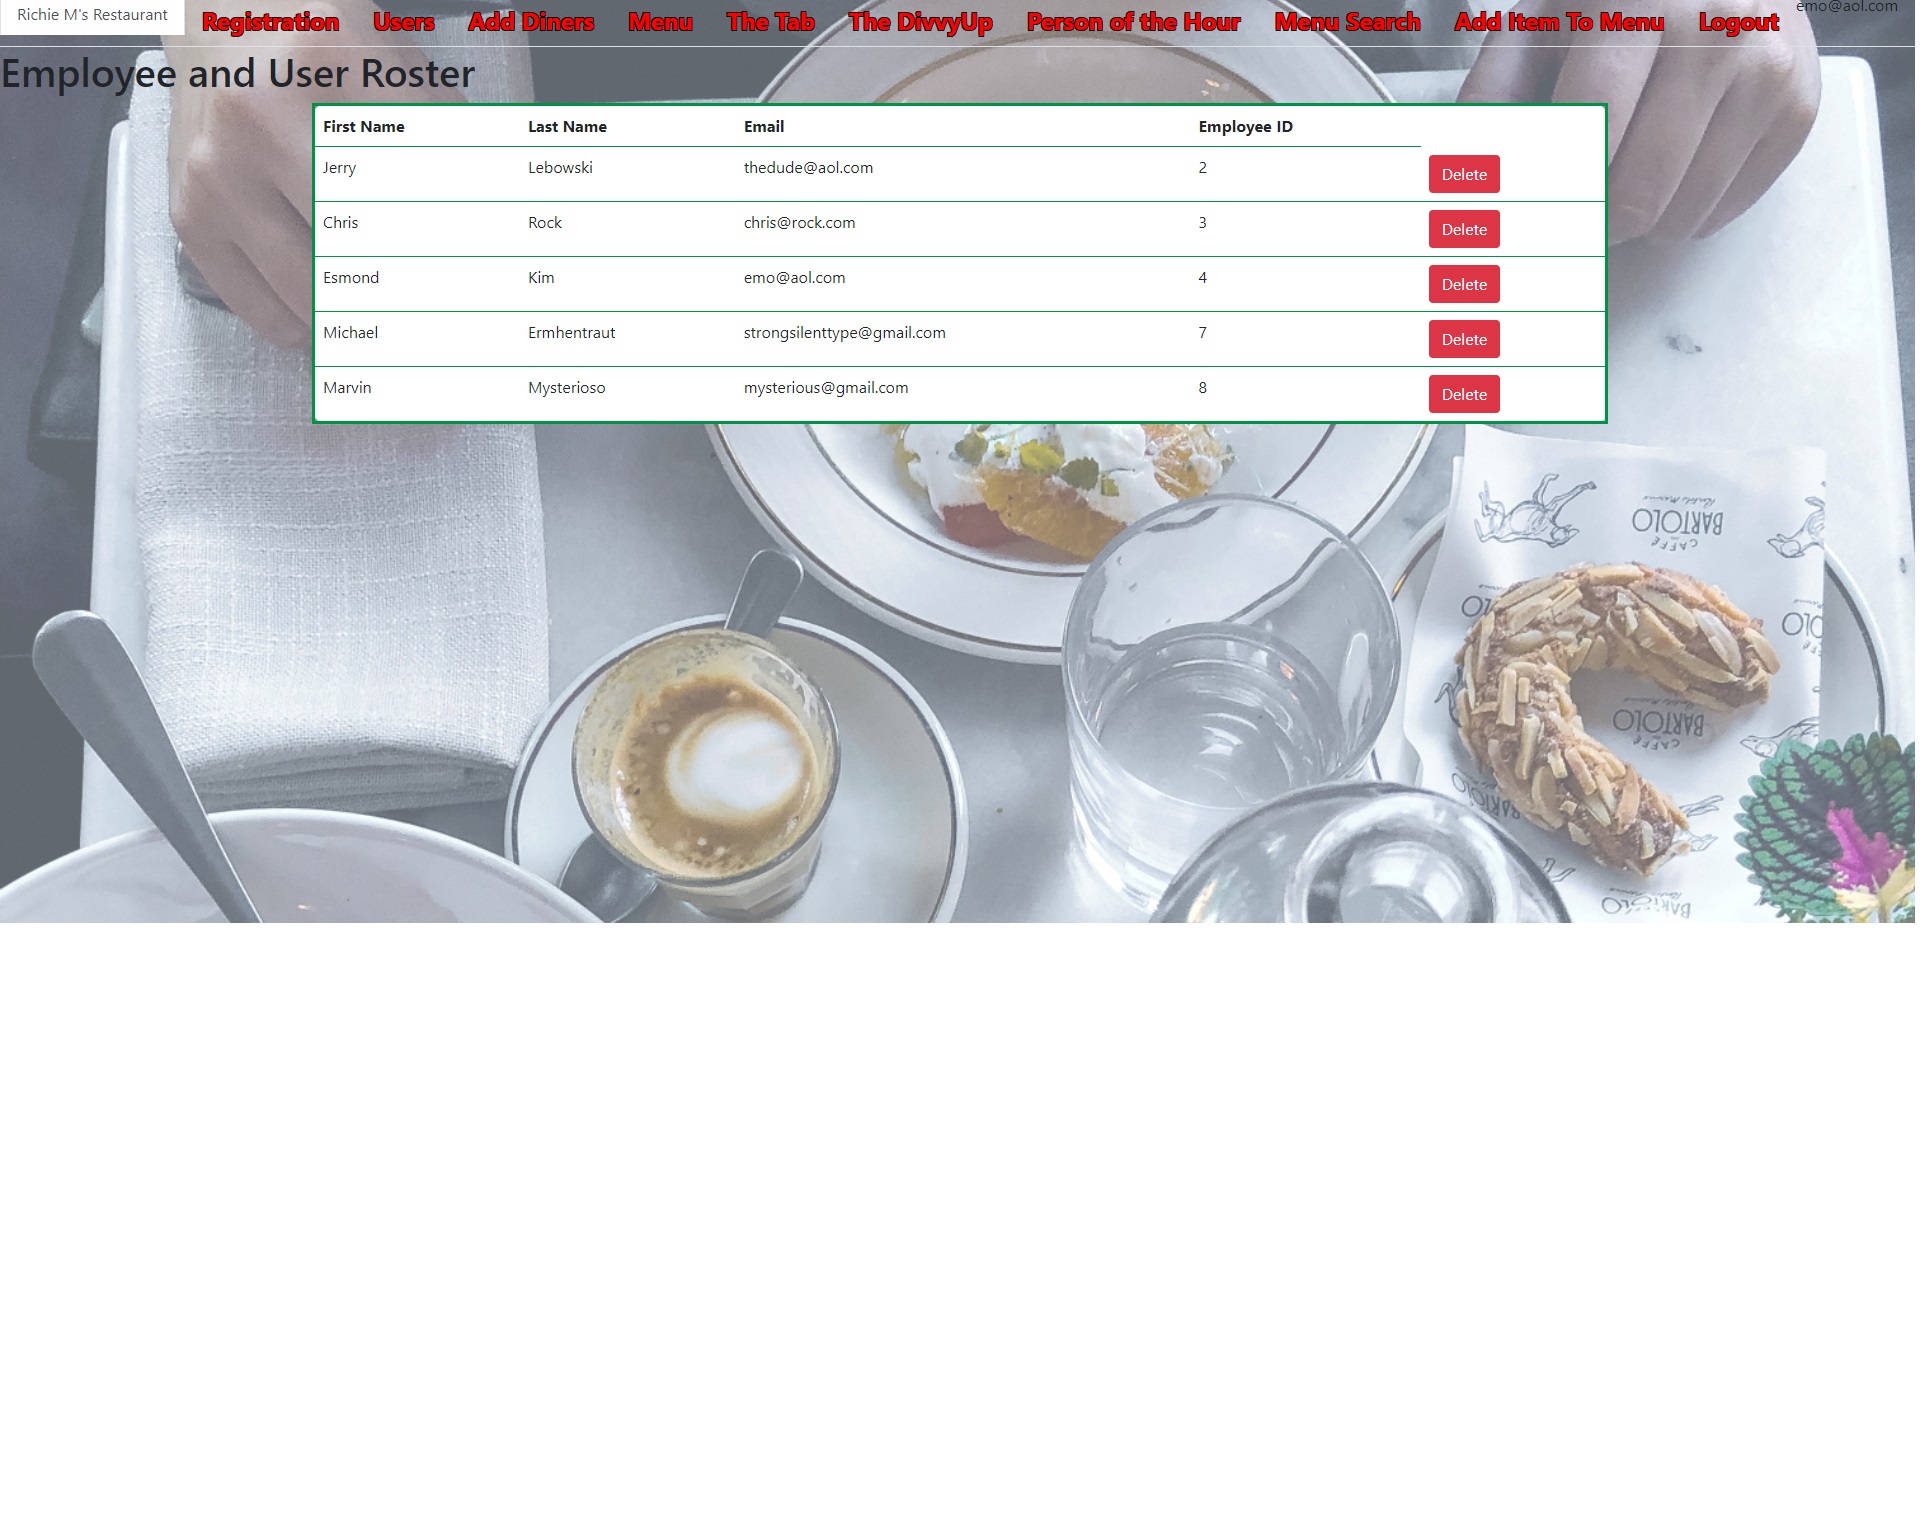 Richie M's Restaurant Registration Users Add Diners Menu The Tab The DivvyUp Person of the Hour Menu Search Add Item To Menu Logout emo@aol.com
Employee and User Roster
First Name Last Name Email Employee ID
Jerry Lebowski thedude@aol.com 2 Delete
Chris Rock chris@rock.com 3 Delete
Esmond Kim emo@aol.com 4 Delete
Michael Ermhentraut strongsilenttype@gmail.com 7 Delete
Marvin Mysterioso mysterious@gmail.com 8 Delete
CAFFÉ
BARTOLO
CAFFÉ
BARTOLO
BARTOLO